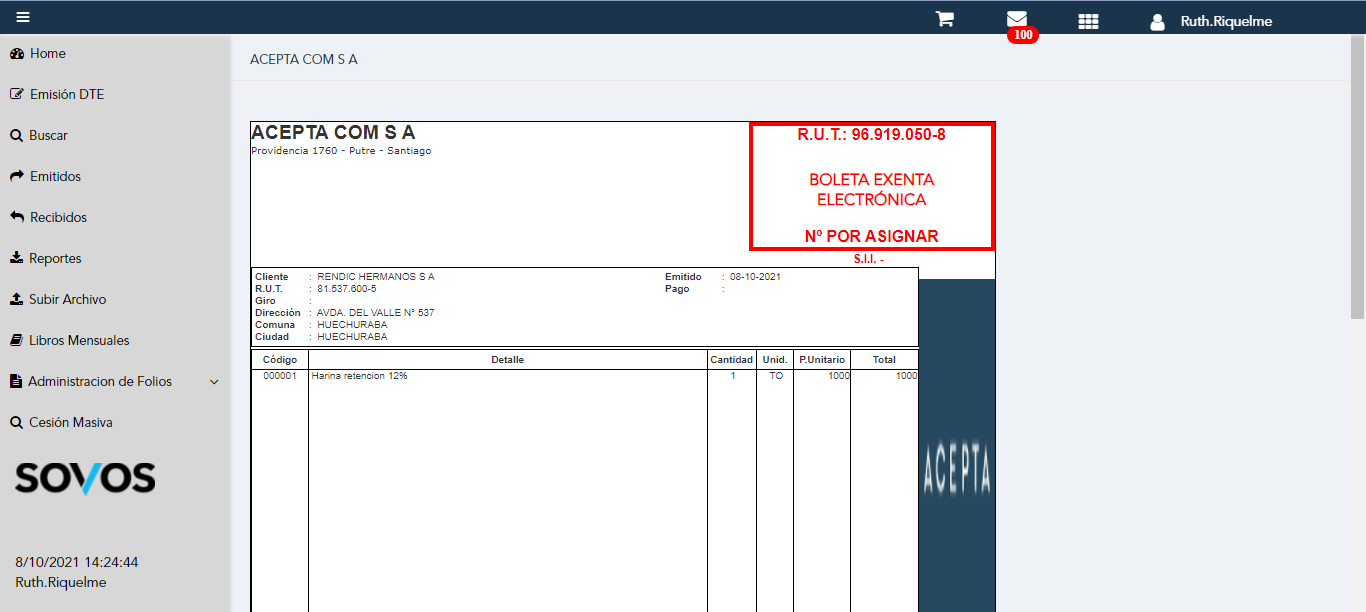 100
Ruth.Riquelme
Home
Emisión DTE
Buscar
Emitidos
Recibidos
Reportes
Subir Archivo
Libros Mensuales
Administracion de Folios
Cesión Masiva
SOVOS
8/10/2021 14:24:44
Ruth.Riquelme
ACEPTA COM S A
ACEPTA COM S A
Providencia 1760 - Putre - Santiago
R.U.T.: 96.919.050-8
BOLETA EXENTA
ELECTRÓNICA
Nº POR ASIGNAR
S.I.I. -
Cliente : RENDIC HERMANOS S A Emitido : 08-10-2021
R.U.T. : 81.537.600-5 Pago :
Giro :
Dirección : AVDA. DEL VALLE N° 537
Comuna : HUECHURABA
Ciudad : HUECHURABA
Código Detalle Cantidad Unid. P.Unitario Total
000001 Harina retencion 12% 1 TO 1000 1000
ACEPTA